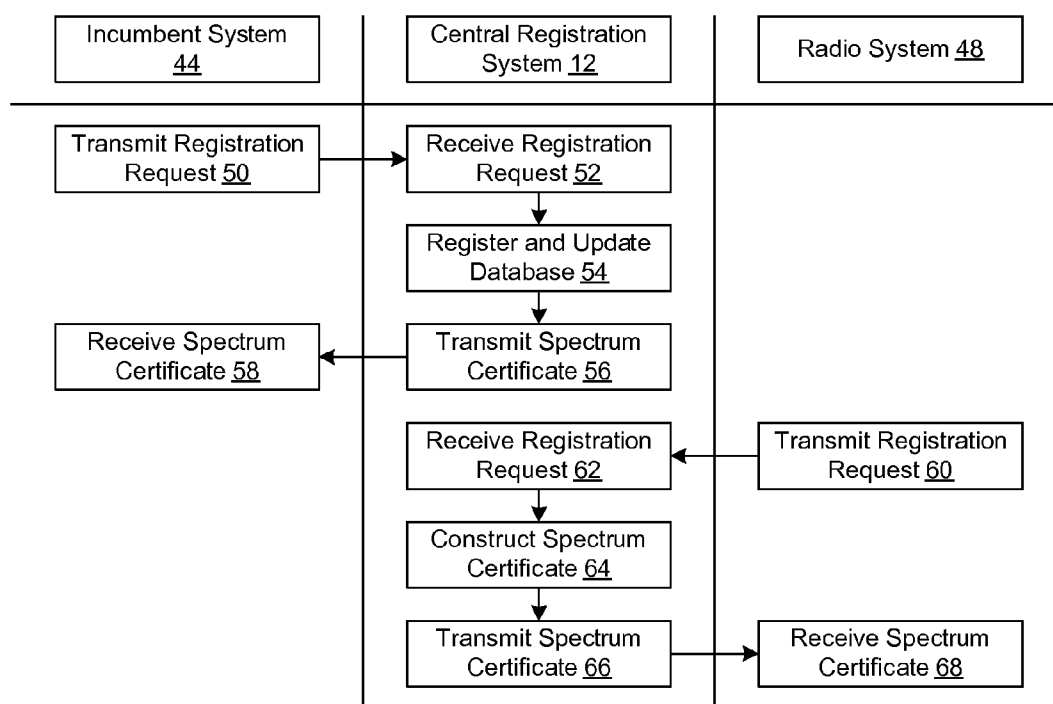 Incumbent System
44
Central Registration
System 12
Radio System 48
Transmit Registration
Request 50
Receive Registration
Request 52
Register and Update
Database 54
Receive Spectrum
Certificate 58
Transmit Spectrum
Certificate 56
Receive Registration
Request 62
Transmit Registration
Request 60
Construct Spectrum
Certificate 64
Transmit Spectrum
Certificate 66
Receive Spectrum
Certificate 68